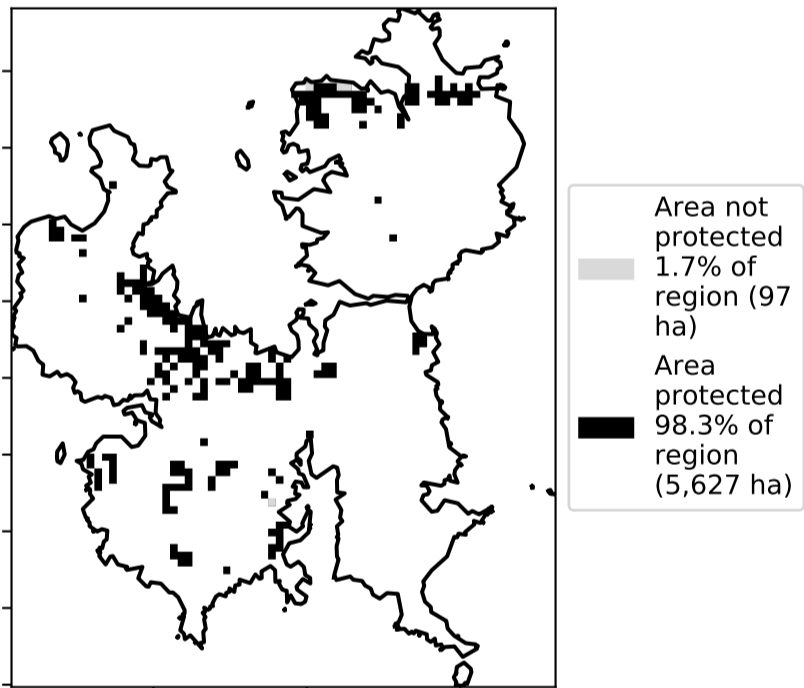 Area not
protected
1.7% of
region (97
ha)
Area
protected
98.3% of
region
(5,627 ha)